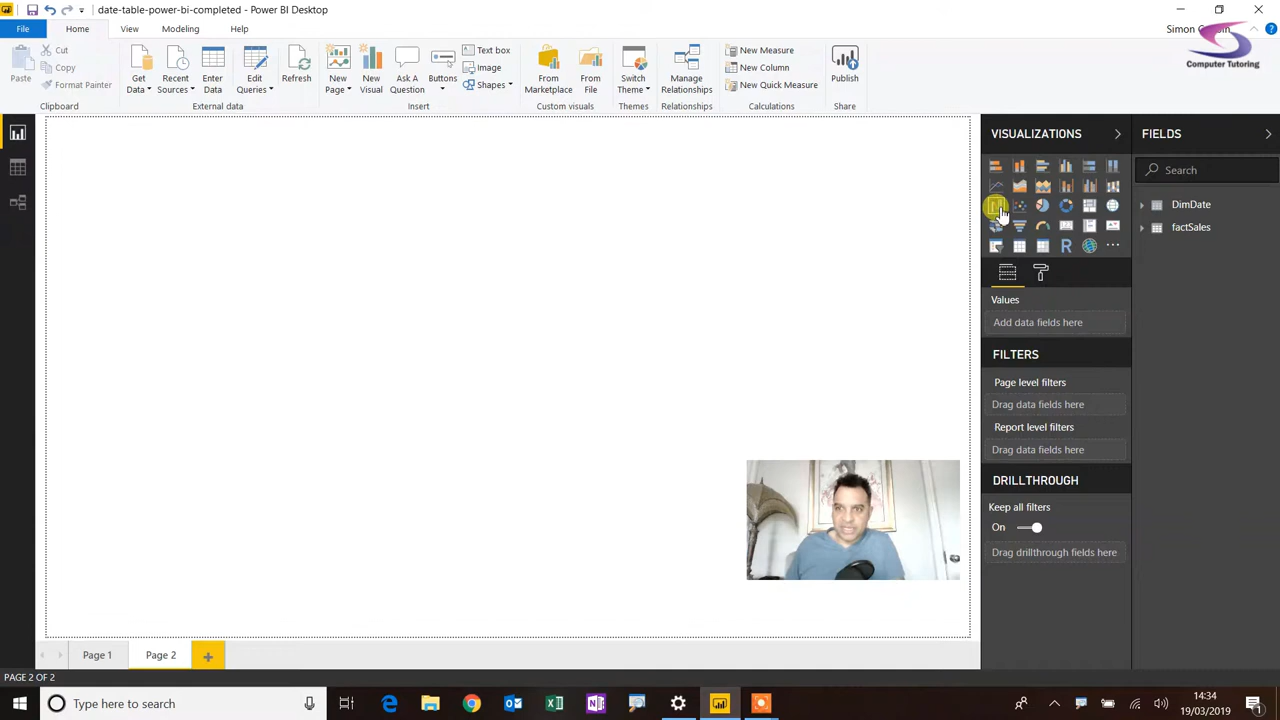 date-table-power-bi-completed - Power BI Desktop
File
Home
View
Modeling
Help
Simon
Computer Tutoring
Paste
Cut
Copy
Format Painter
Clipboard
Get Data
Recent Sources
Enter Data
Edit Queries
Refresh
External data
New Page
New Visual
Ask A Question
Buttons
Text box
Image
Shapes
Insert
From Marketplace
From File
Custom visuals
Switch Theme
Themes
Manage Relationships
Relationships
New Measure
New Column
New Quick Measure
Calculations
Publish
Share
VISUALIZATIONS
R
Values
Add data fields here
FILTERS
Page level filters
Drag data fields here
Report level filters
Drag data fields here
DRILLTHROUGH
Keep all filters
On
Drag drillthrough fields here
FIELDS
Search
DimDate
factSales
Page 1
Page 2
PAGE 2 OF 2
Type here to search
14:34
19/03/2019